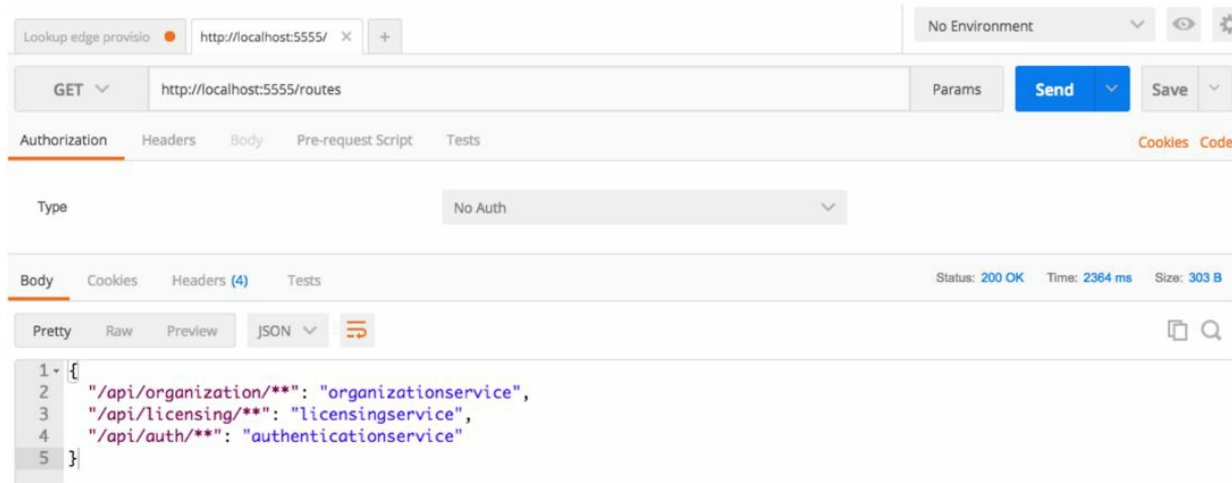 Lookup edge provisio http://localhost:5555/ No Environment
GET http://localhost:5555/routes Params Send Save
Authorization Headers Body Pre-request Script Tests Cookies Code
Type No Auth
Body Cookies Headers (4) Tests Status: 200 OK Time: 2364 ms Size: 303 B
Pretty Raw Preview JSON
1 {
2 "/api/organization/**": "organizationservice",
3 "/api/licensing/**": "licensingservice",
4 "/api/auth/**": "authenticationservice"
5 }